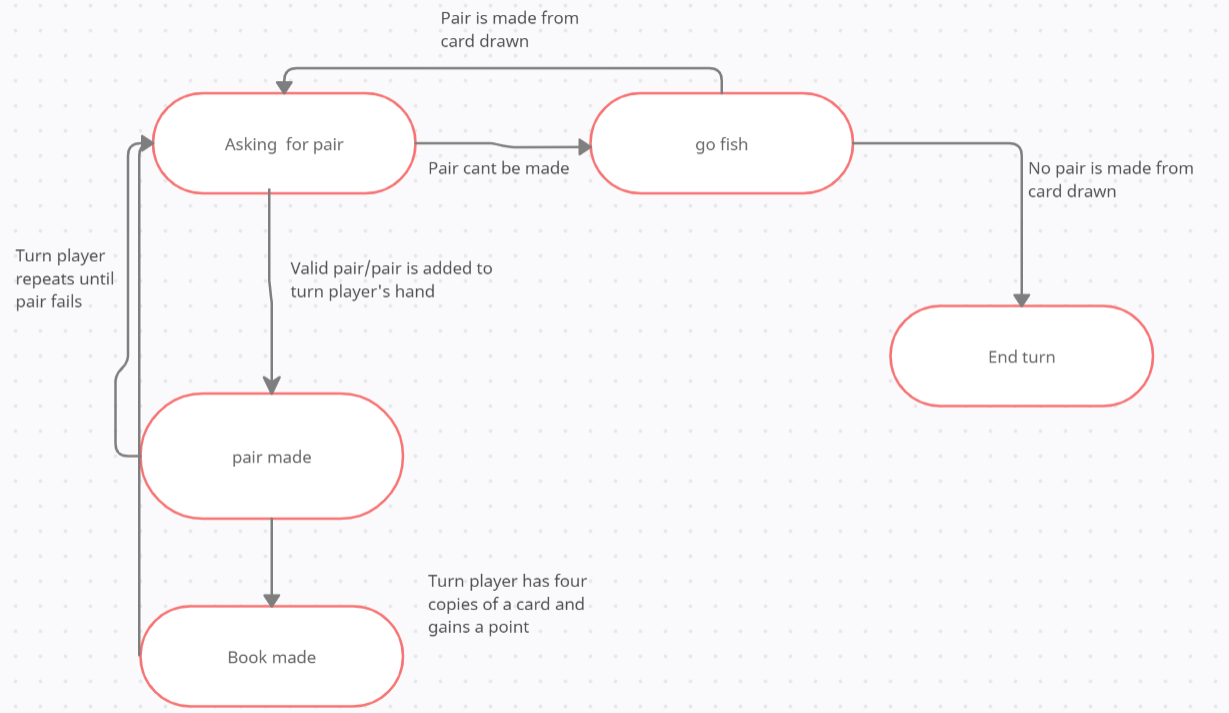 Pair is made from
card drawn
Asking  for pair
go fish
Pair cant be made
No pair is made from
card drawn
Turn player
repeats until
pair fails
Valid pair/pair is added to
turn player's hand
End turn
pair made
Turn player has four
copies of a card and
gains a point
Book made